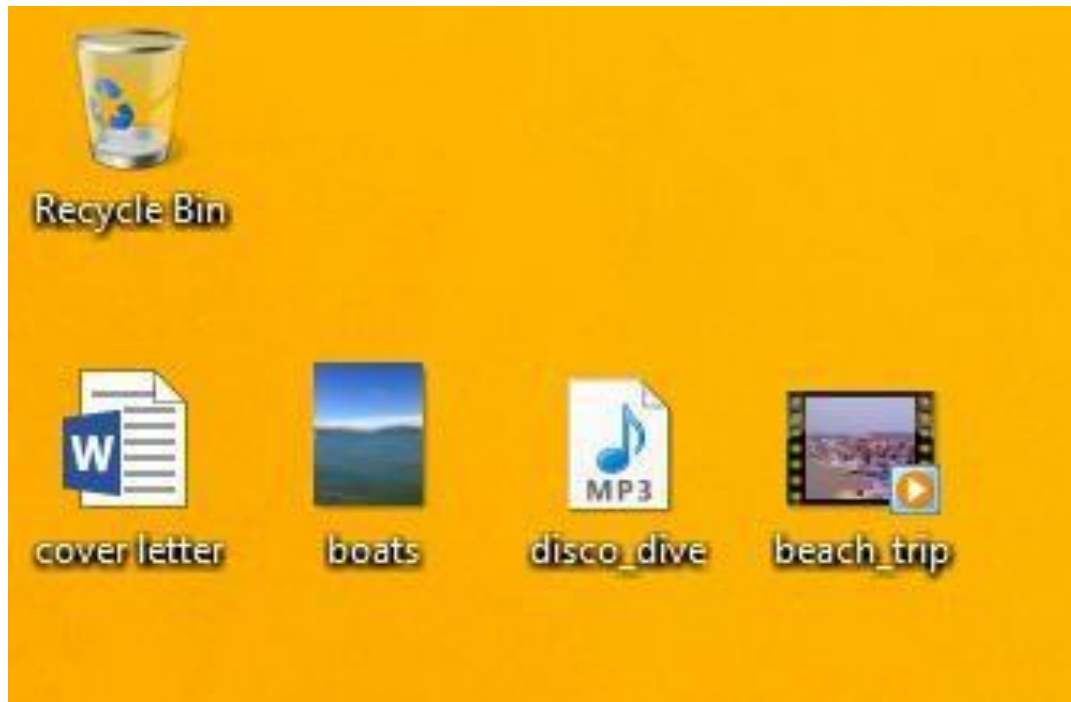 Recycle Bin
W
MP3
cover letter
boats
disco_dive
beach_trip